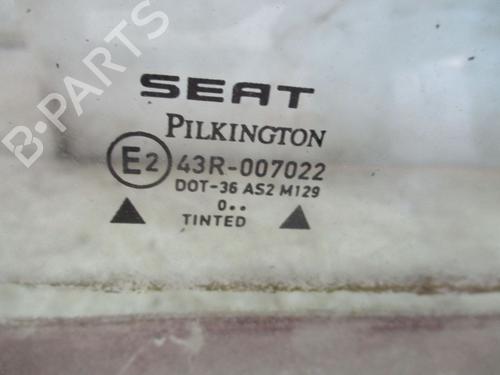 B-PARTS
SEAT
PILKINGTON
E2 43R-007022
DOT-36 AS2 M129
0..
TINTED